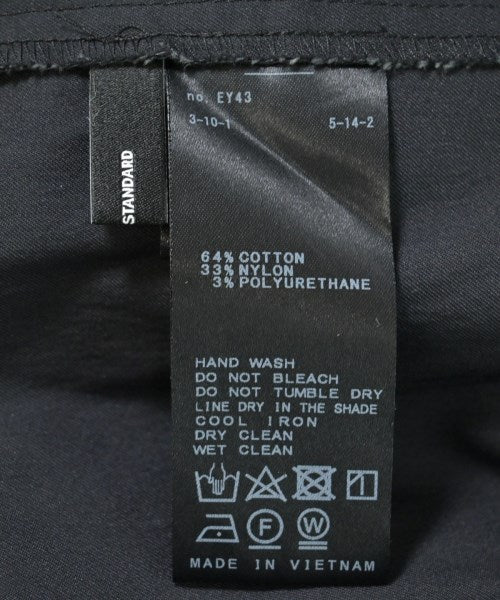 no. EY43
3-10-1 5-14-2
STANDARD
64% COTTON
33% NYLON
3% POLYURETHANE
HAND WASH
DO NOT BLEACH
DO NOT TUMBLE DRY
LINE DRY IN THE SHADE
COOL IRON
DRY CLEAN
WET CLEAN
F W
MADE IN VIETNAM